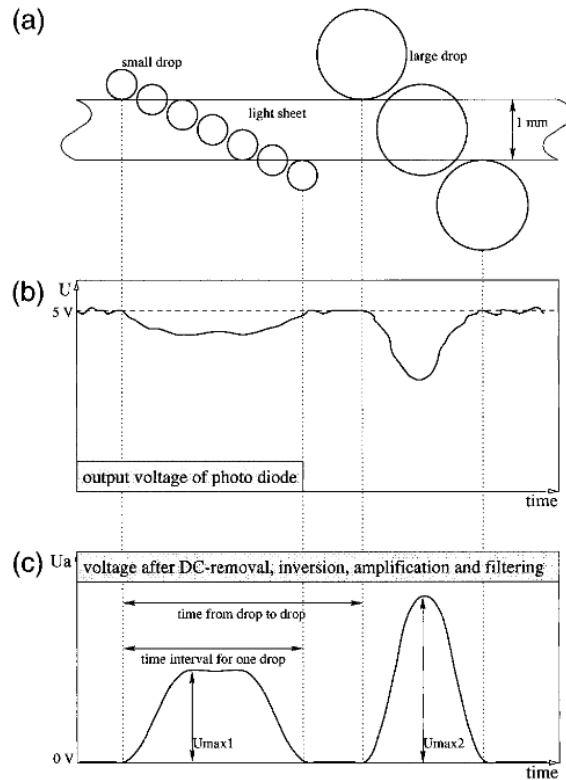 (a)
small drop
large drop
light sheet
1 mm
(b)
U
5 V
output voltage of photo diode
time
(c)
Ua
voltage after DC-removal, inversion, amplification and filtering
time from drop to drop
time interval for one drop
Umax1
Umax2
0 V
time